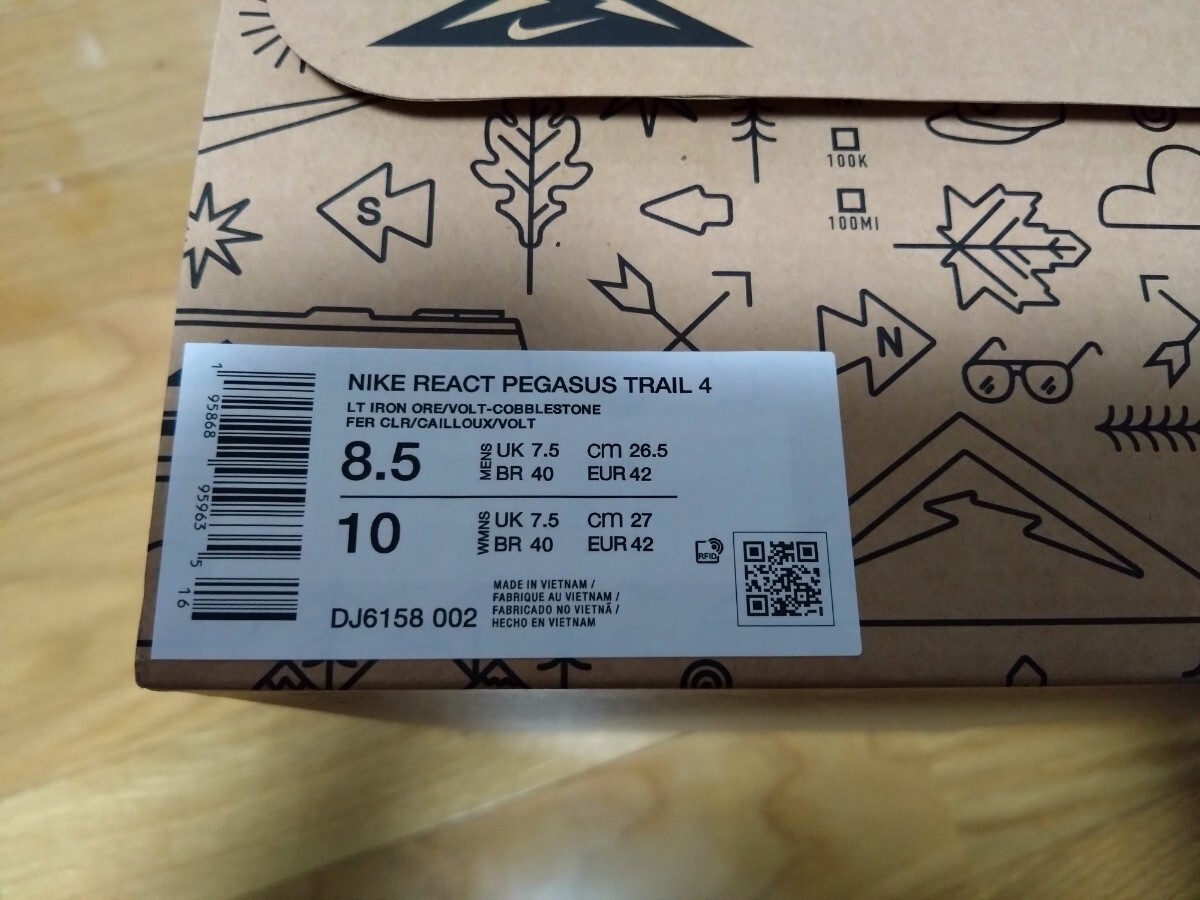 100K
100MI
S
N
NIKE REACT PEGASUS TRAIL 4
LT IRON ORE/VOLT-COBBLESTONE
FER CLR/CAILLOUX/VOLT
8.5 MENS UK 7.5 cm 26.5
BR 40 EUR 42
10 WMNS UK 7.5 cm 27
BR 40 EUR 42
RFID
MADE IN VIETNAM /
FABRIQUE AU VIETNAM /
FABRICADO NO VIETNÃ /
HECHO EN VIETNAM
DJ6158 002
1 95868 95963 5 16